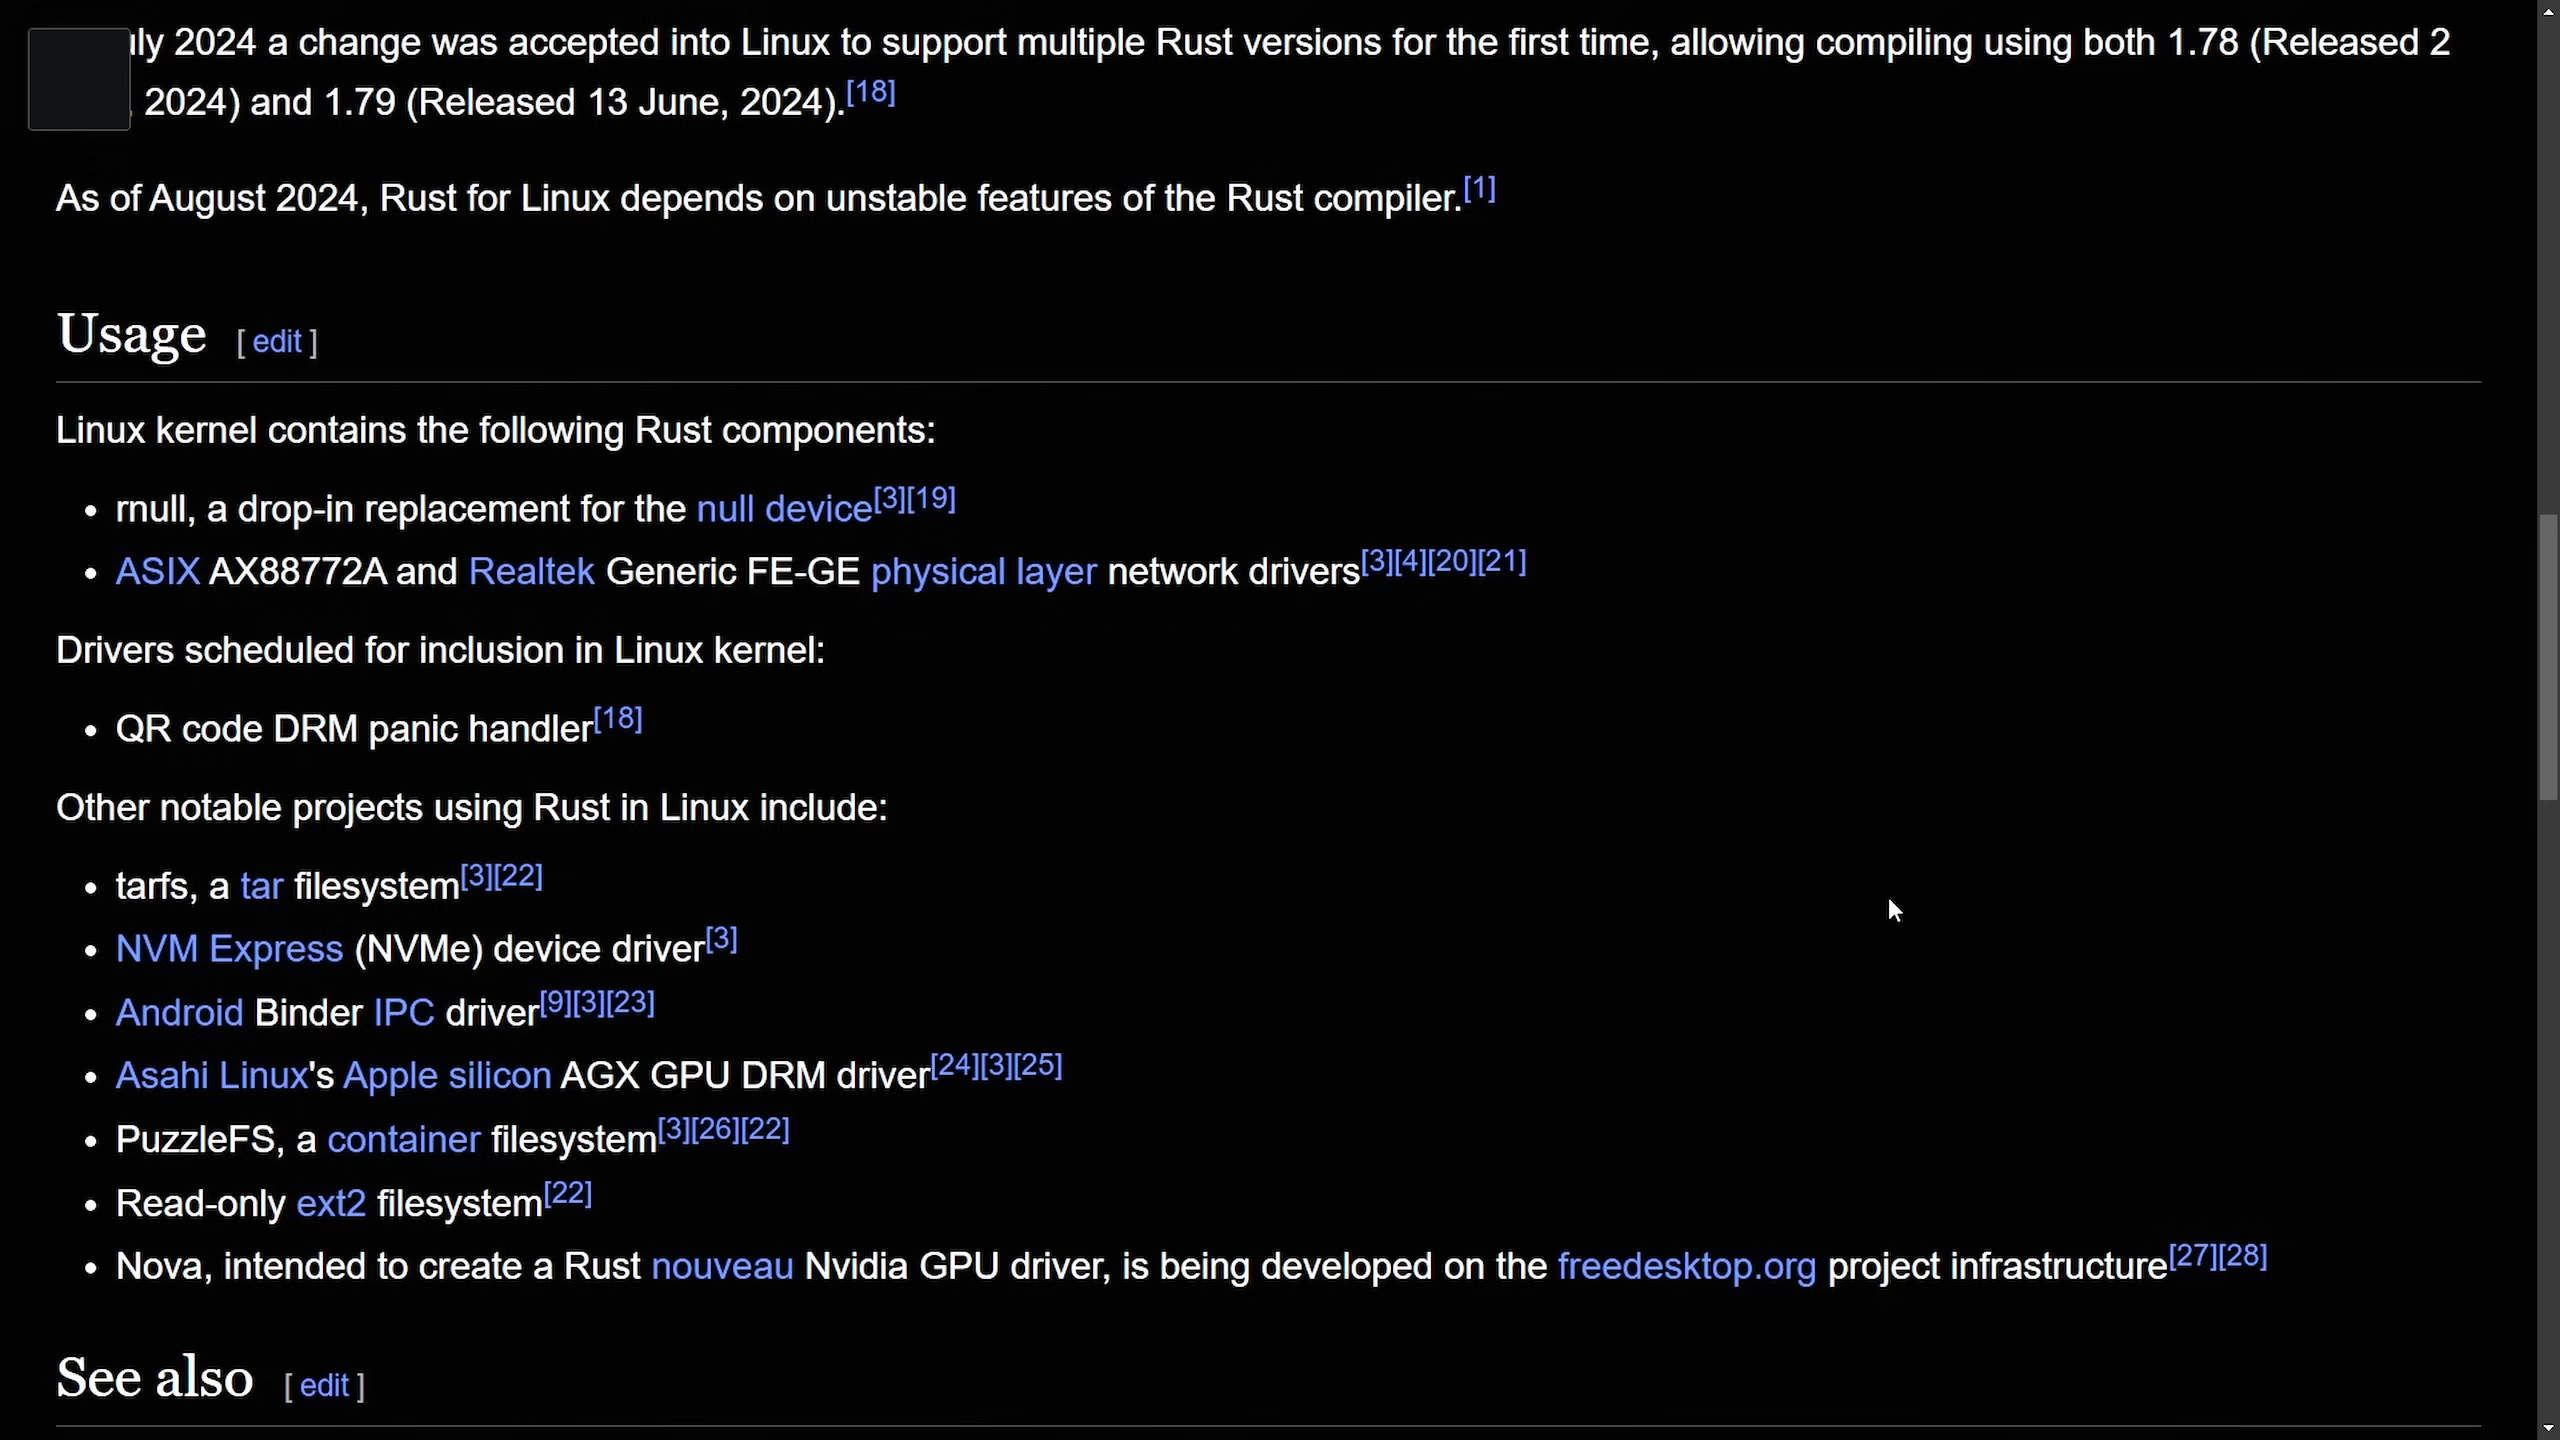 uly 2024 a change was accepted into Linux to support multiple Rust versions for the first time, allowing compiling using both 1.78 (Released 2
2024) and 1.79 (Released 13 June, 2024).[18]
As of August 2024, Rust for Linux depends on unstable features of the Rust compiler.[1]
Usage [ edit ]
Linux kernel contains the following Rust components:
• rnull, a drop-in replacement for the null device[3][19]
• ASIX AX88772A and Realtek Generic FE-GE physical layer network drivers[3][4][20][21]
Drivers scheduled for inclusion in Linux kernel:
• QR code DRM panic handler[18]
Other notable projects using Rust in Linux include:
• tarfs, a tar filesystem[3][22]
• NVM Express (NVMe) device driver[3]
• Android Binder IPC driver[9][3][23]
• Asahi Linux's Apple silicon AGX GPU DRM driver[24][3][25]
• PuzzleFS, a container filesystem[3][26][22]
• Read-only ext2 filesystem[22]
• Nova, intended to create a Rust nouveau Nvidia GPU driver, is being developed on the freedesktop.org project infrastructure[27][28]
See also [ edit ]